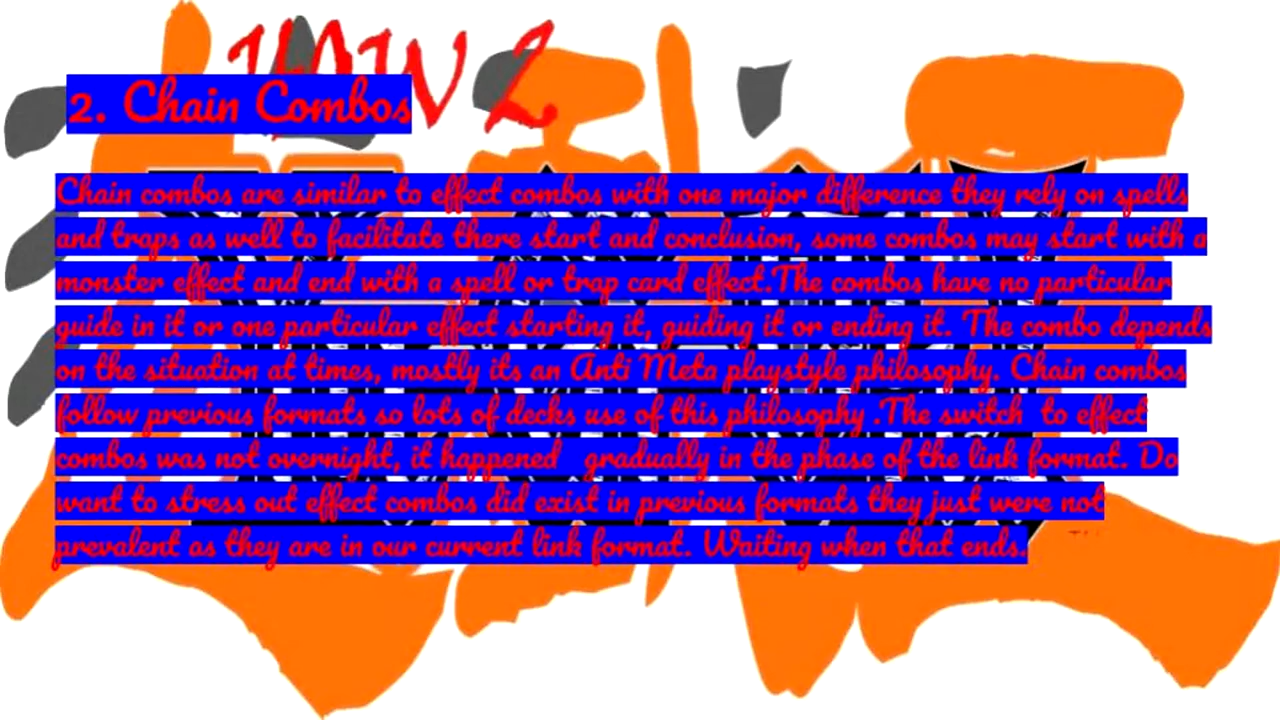 HOW 2
2. Chain Combos
Chain combos are similar to effect combos with one major difference they rely on spells
and traps as well to facilitate there start and conclusion, some combos may start with a
monster effect and end with a spell or trap card effect.The combos have no particular
guide in it or one particular effect starting it, guiding it or ending it. The combo depends
on the situation at times, mostly its an Anti Meta playstyle philosophy. Chain combos
follow previous formats so lots of decks use of this philosophy .The switch to effect
combos was not overnight, it happened gradually in the phase of the link format. Do
want to stress out effect combos did exist in previous formats they just were not
prevalent as they are in our current link format. Waiting when that ends.